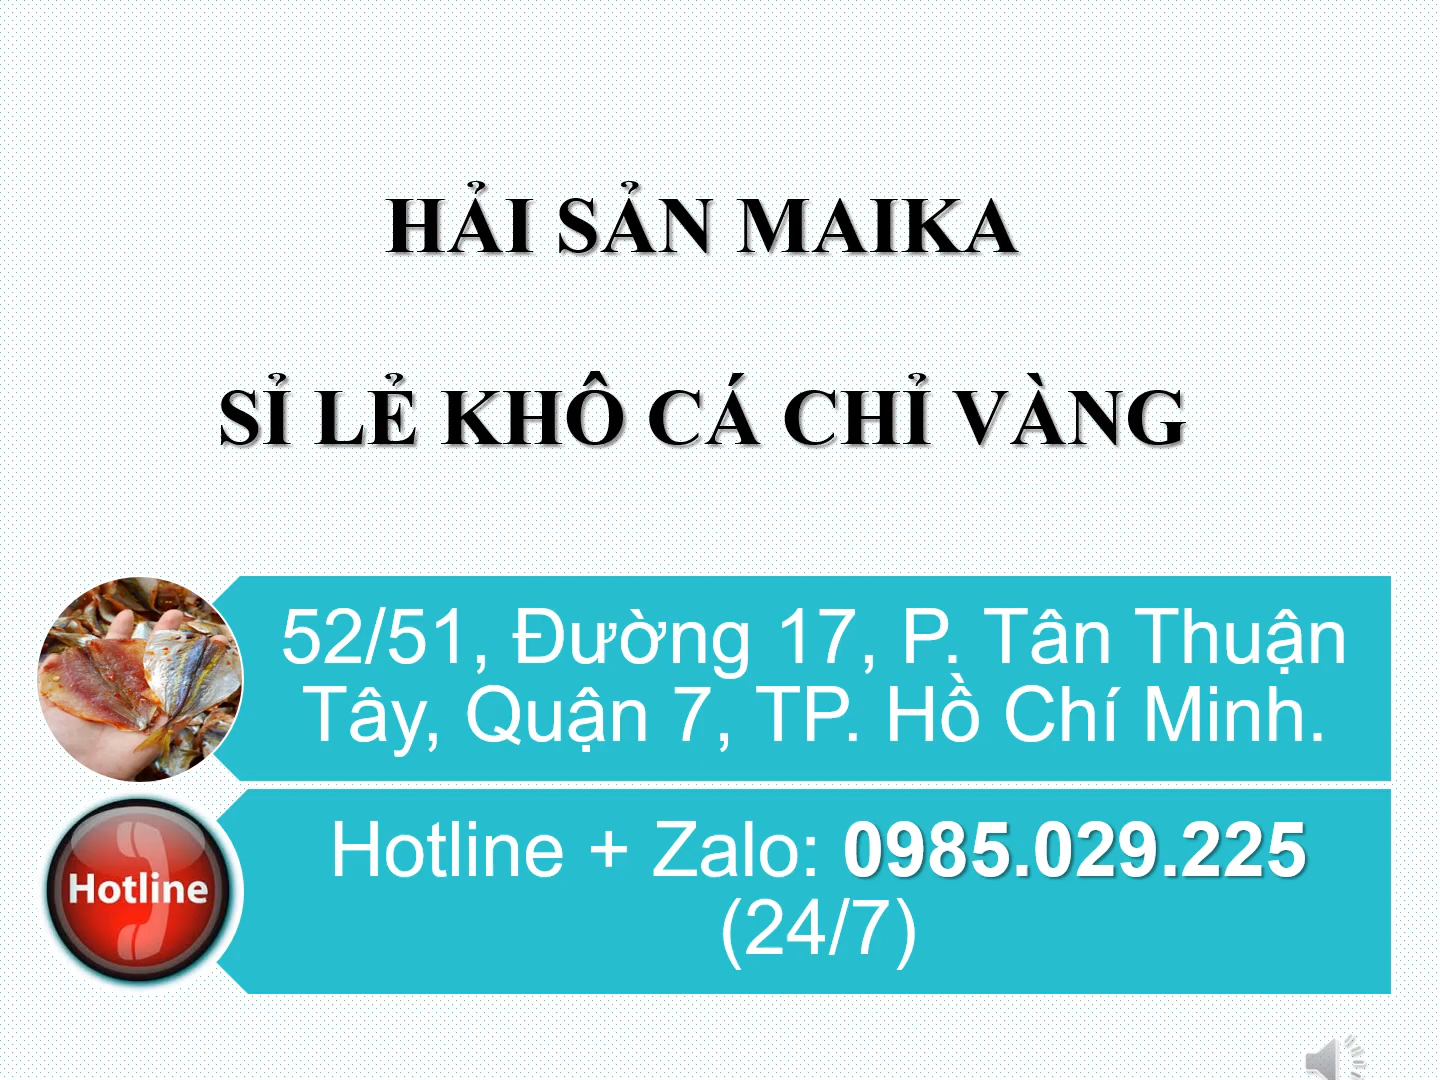 HẢI SẢN MAIKA
SỈ LẺ KHÔ CÁ CHỈ VÀNG
52/51, Đường 17, P. Tân Thuận
Tây, Quận 7, TP. Hồ Chí Minh.
Hotline
Hotline + Zalo: 0985.029.225
(24/7)